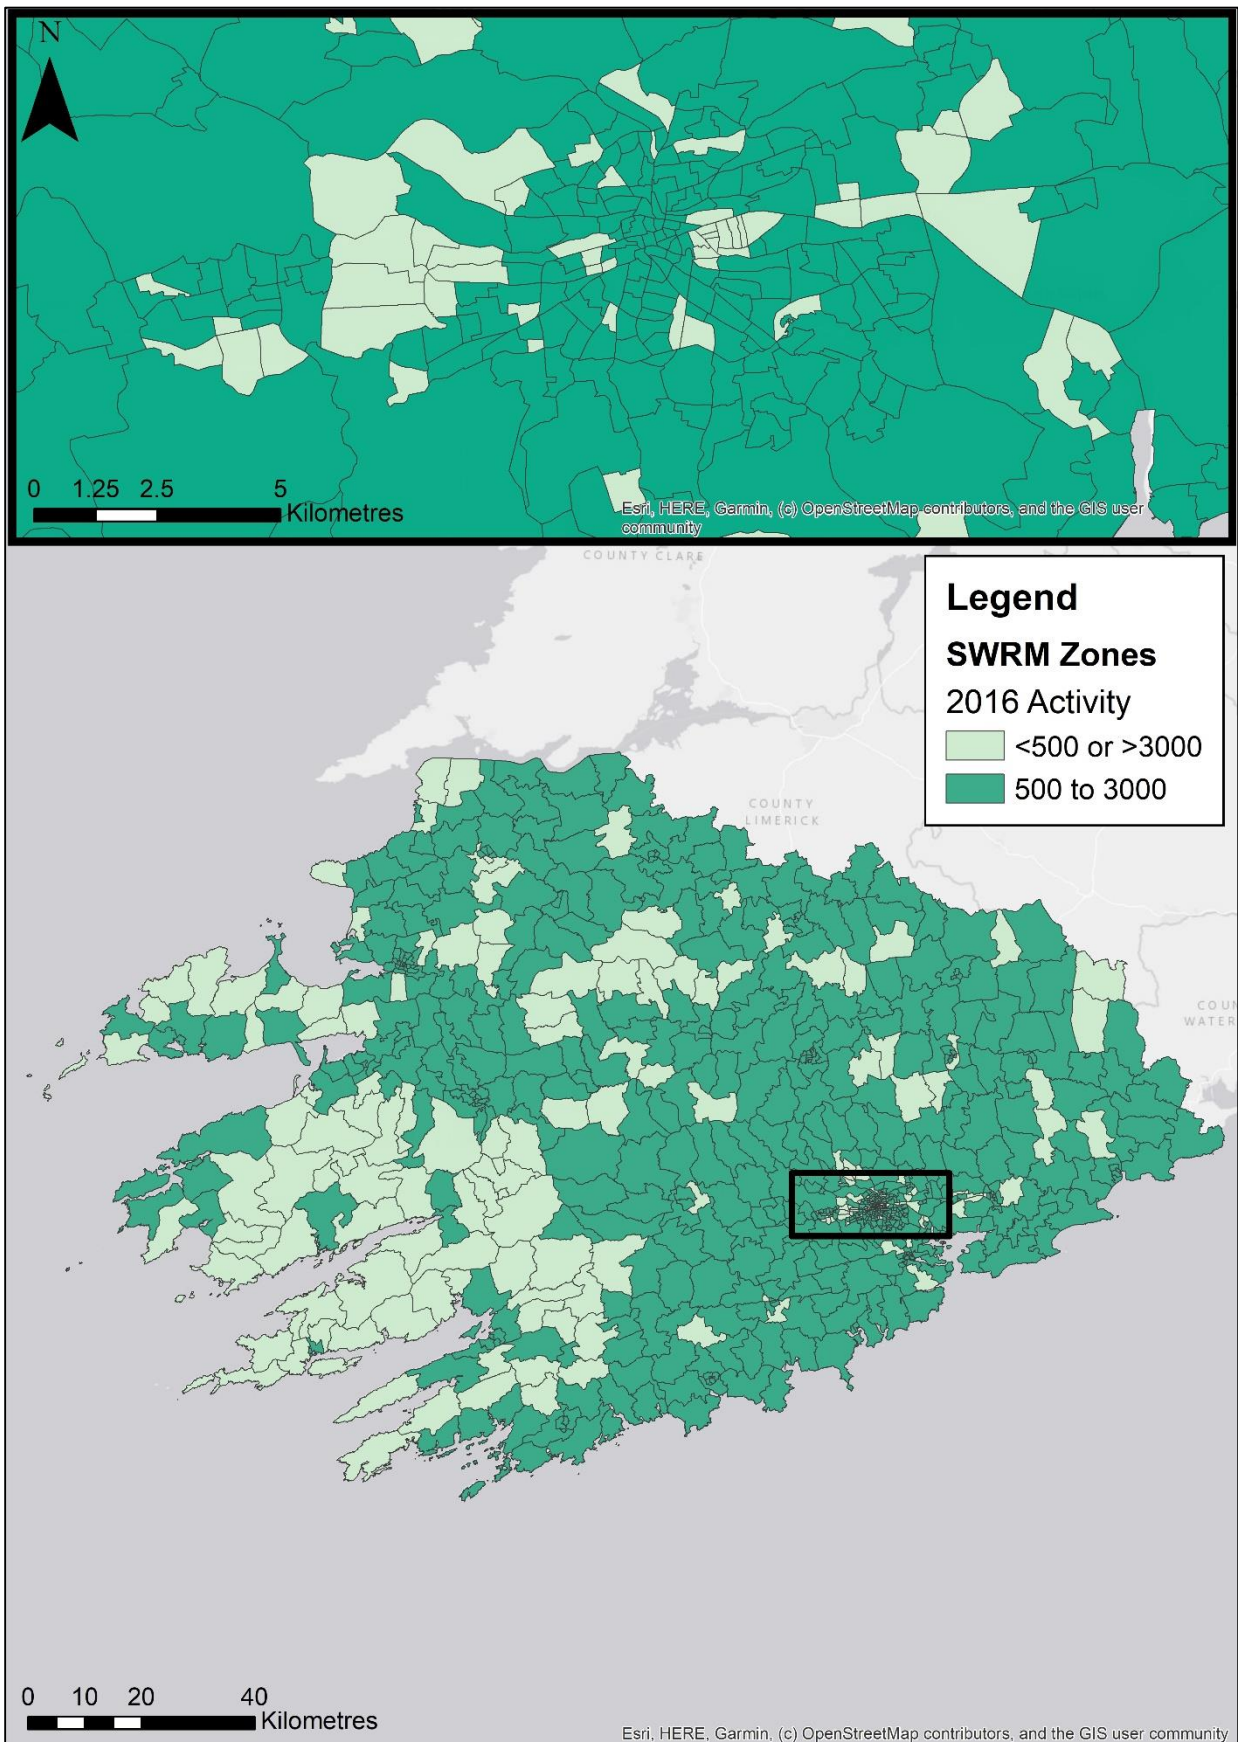 N
0 1.25 2.5 5
Kilometres
Esri, HERE, Garmin, (c) OpenStreetMap contributors, and the GIS user
community
COUNTY CLARE
Legend
SWRM Zones
2016 Activity
<500 or >3000
500 to 3000
COUNTY
LIMERICK
COUN
WATER
0 10 20 40
Kilometres
Esri, HERE, Garmin, (c) OpenStreetMap contributors, and the GIS user community